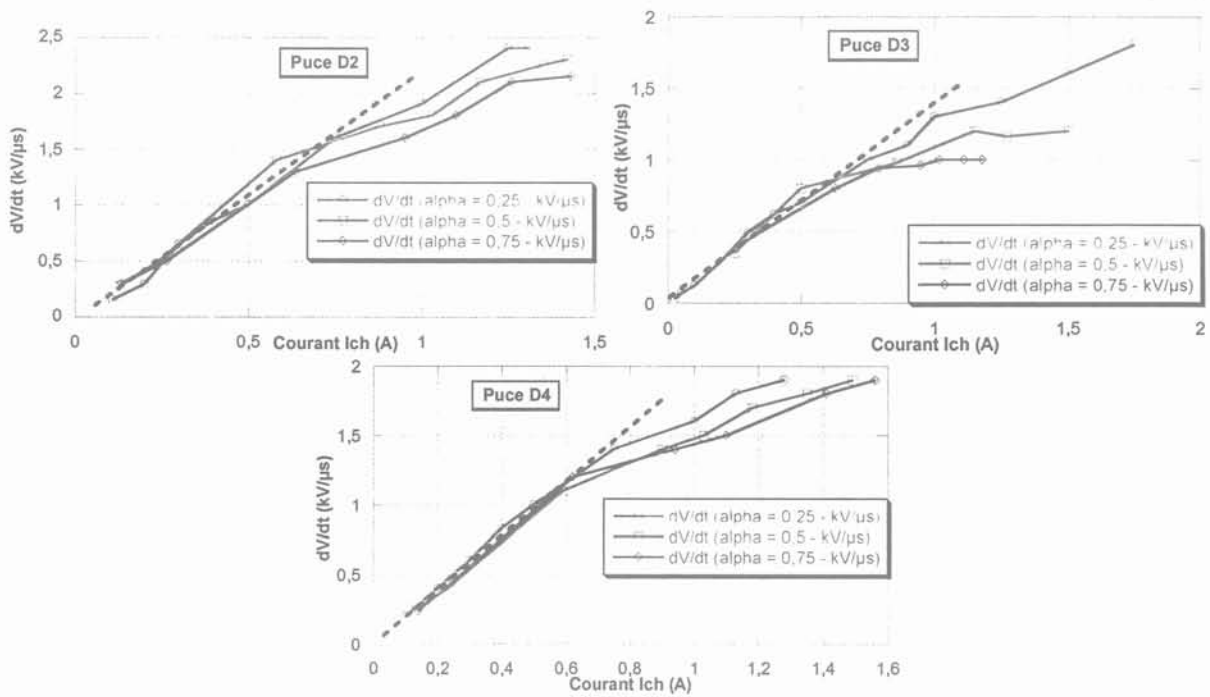 Puce D2
dV/dt (kV/µs)
2,5
2
1,5
1
0,5
0
0
0,5
1
1,5
Courant Ich (A)
dV/dt (alpha = 0,25 - kV/µs)
dV/dt (alpha = 0,5 - kV/µs)
dV/dt (alpha = 0,75 - kV/µs)
Puce D3
dV/dt (kV/µs)
2
1,5
1
0,5
0
0
0,5
1
1,5
2
Courant Ich (A)
dV/dt (alpha = 0.25 - kV/µs)
dV/dt (alpha = 0,5 - kV/µs)
dV/dt (alpha = 0,75 - kV/µs)
Puce D4
dV/dt (kV/µs)
2
1,5
1
0,5
0
0
0,2
0,4
0,6
0,8
1
1,2
1,4
1,6
Courant Ich (A)
dV/dt (alpha = 0.25 - kV/µs)
dV/dt (alpha = 0,5 - kV/µs)
dV/dt (alpha = 0,75 - kV/µs)